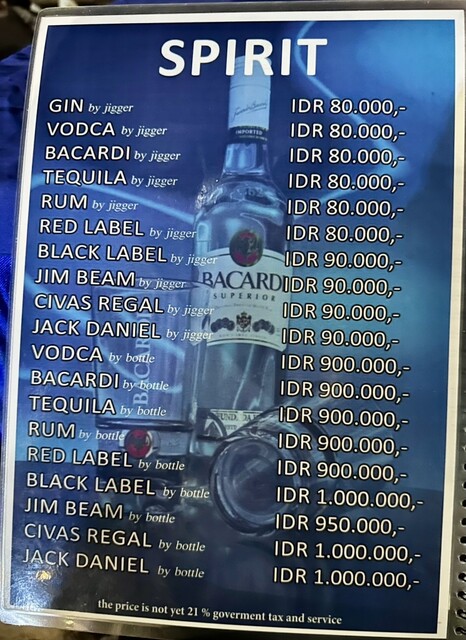 SPIRIT
GIN by jigger IDR 80.000,-
VODCA by jigger IDR 80.000,-
BACARDI by jigger IDR 80.000,-
TEQUILA by jigger IDR 80.000,-
RUM by jigger IDR 80.000,-
RED LABEL by jigger IDR 80.000,-
BLACK LABEL by jigger IDR 90.000,-
JIM BEAM by jigger IDR 90.000,-
CIVAS REGAL by jigger IDR 90.000,-
JACK DANIEL by jigger IDR 90.000,-
VODCA by bottle IDR 900.000,-
BACARDI by bottle IDR 900.000,-
TEQUILA by bottle IDR 900.000,-
RUM by bottle IDR 900.000,-
RED LABEL by bottle IDR 900.000,-
BLACK LABEL by bottle IDR 1.000.000,-
JIM BEAM by bottle IDR 950.000,-
CIVAS REGAL by bottle IDR 1.000.000,-
JACK DANIEL by bottle IDR 1.000.000,-
the price is not yet 21 % goverment tax and service
IMPORTED
BACARDI
SUPERIOR